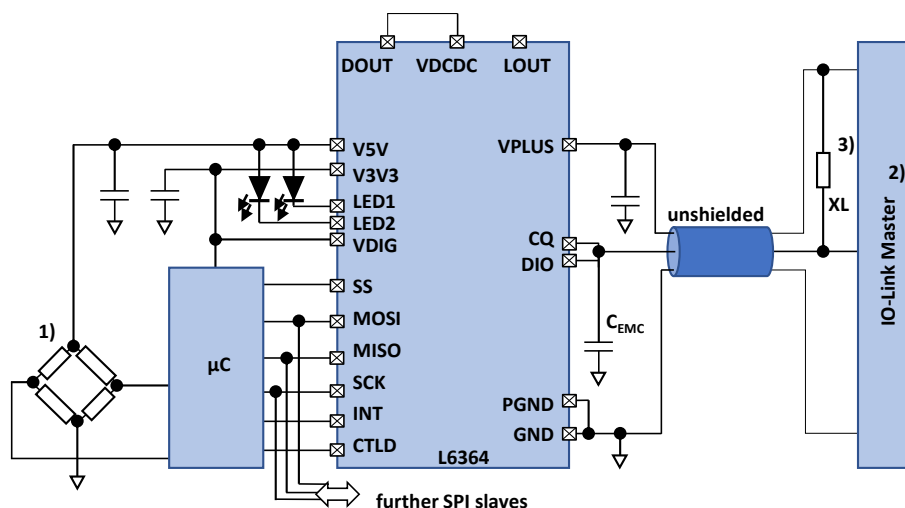 DOUT VDCDC LOUT
V5V
V3V3
LED1
LED2
VDIG
SS
MOSI
MISO
SCK
INT
CTLD
VPLUS
CQ
DIO
PGND
GND
L6364
µC
1)
unshielded
CEMC
3)
XL
2)
IO-Link Master
further SPI slaves